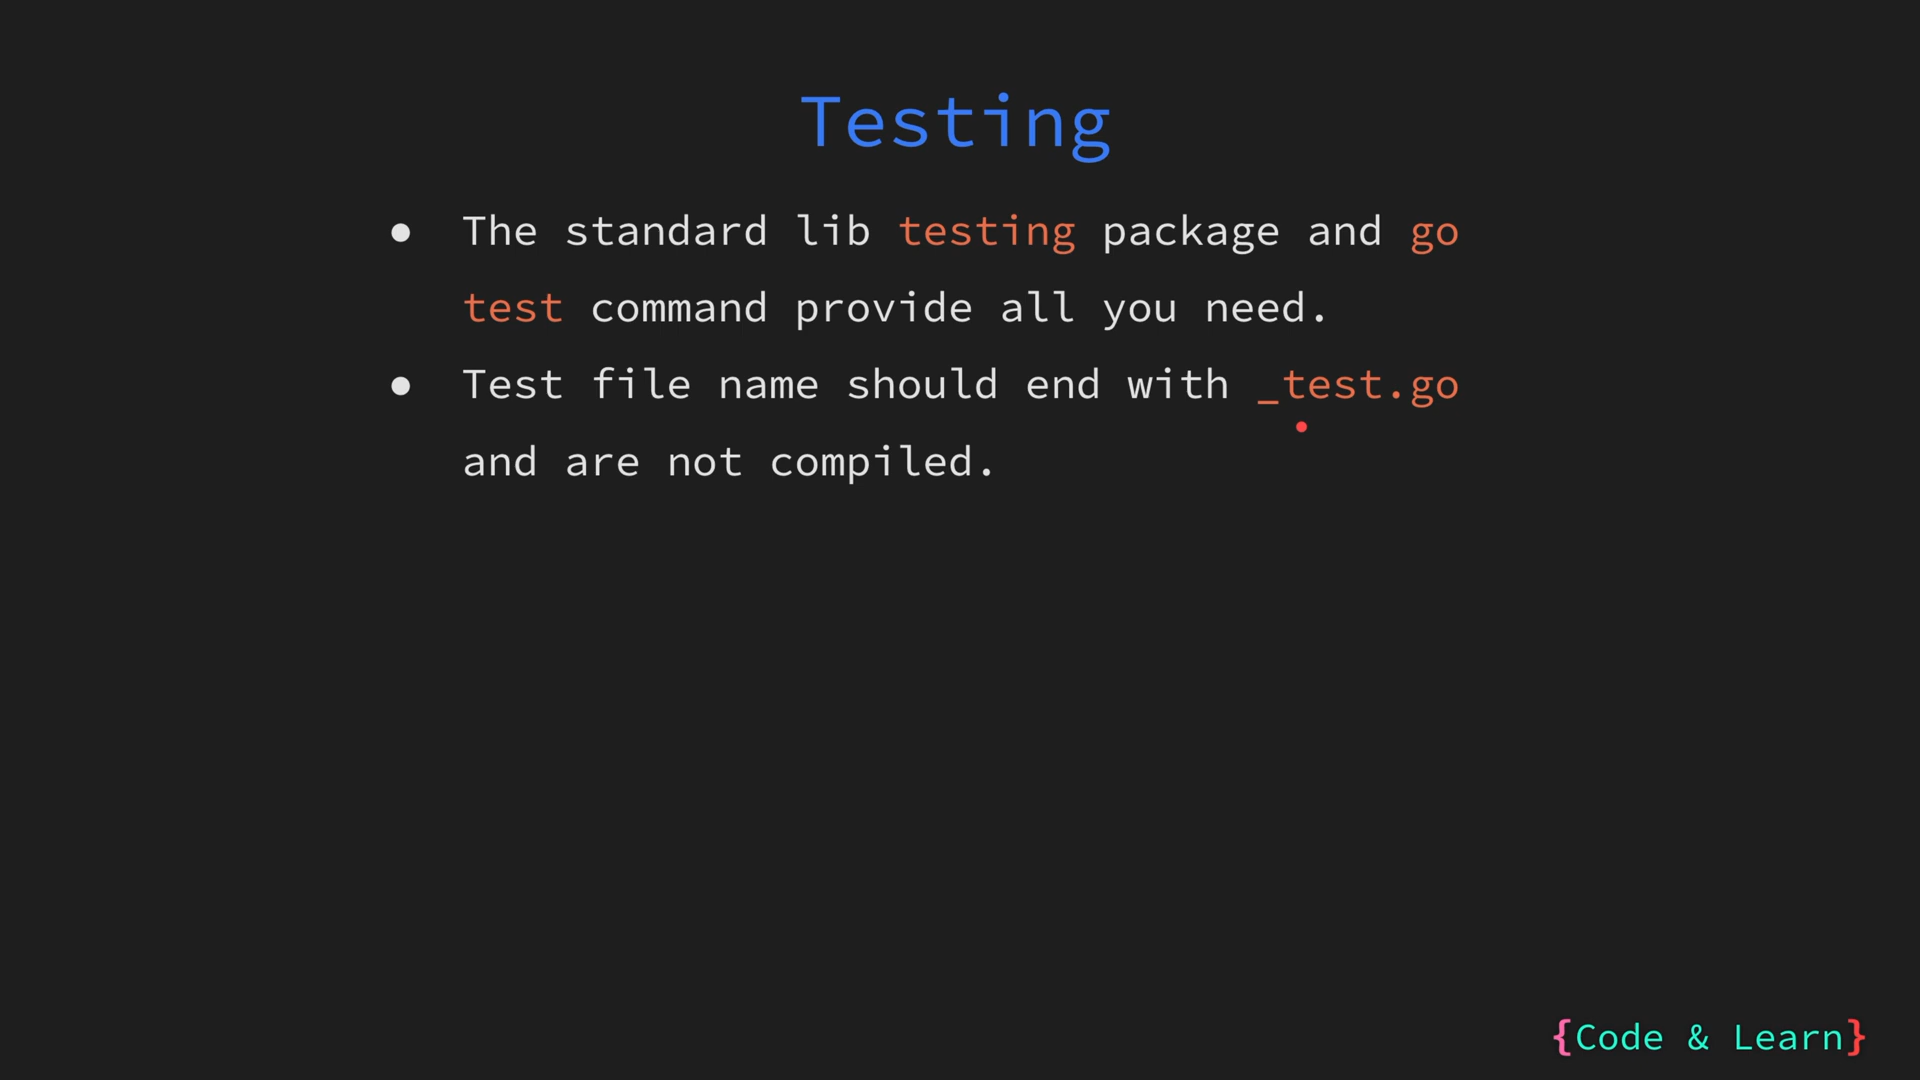 Testing
● The standard lib testing package and go
test command provide all you need.
● Test file name should end with _test.go
and are not compiled.
{Code & Learn}